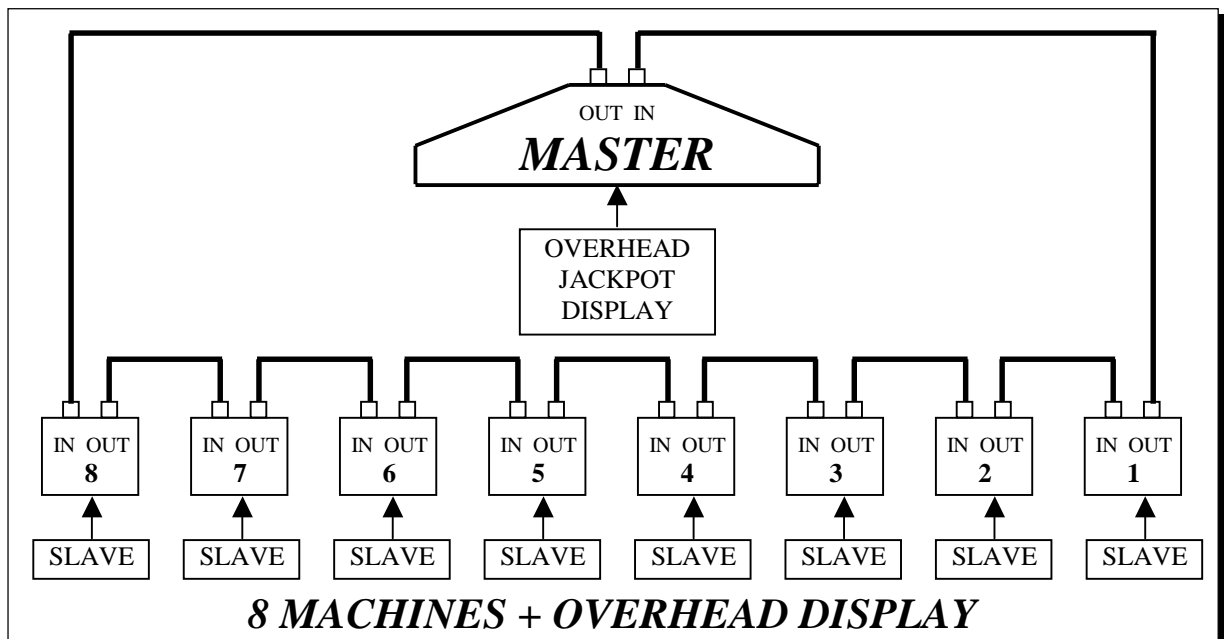 OUT IN
MASTER
OVERHEAD
JACKPOT
DISPLAY
IN OUT IN OUT IN OUT IN OUT IN OUT IN OUT IN OUT IN OUT
8 7 6 5 4 3 2 1
SLAVE SLAVE SLAVE SLAVE SLAVE SLAVE SLAVE SLAVE
8 MACHINES + OVERHEAD DISPLAY